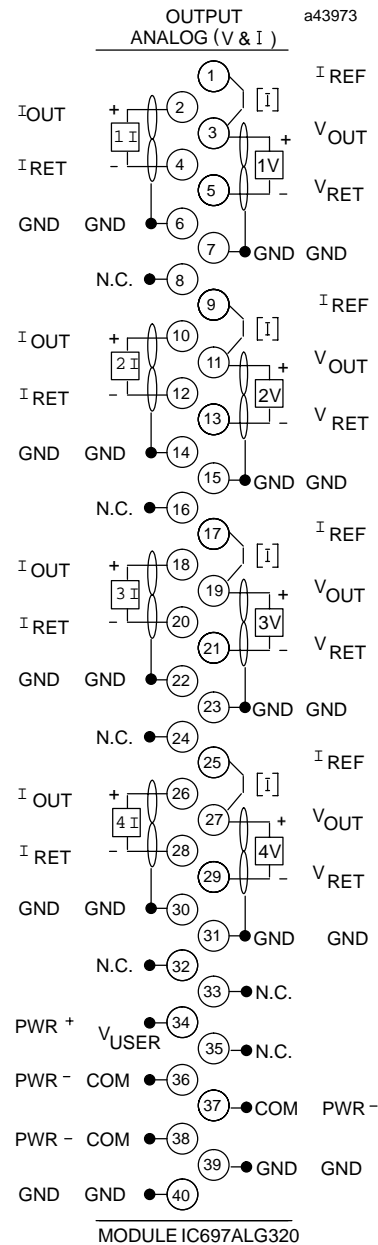 OUTPUT a43973
ANALOG (V & I)
1 I REF
I OUT + 2 [I]
1 I 3 + V OUT
I RET - 4 1V
5 - V RET
GND GND 6
7 GND GND
N.C. 8
9 I REF
I OUT + 10 [I]
2 I 11 + V OUT
I RET - 12 2V
13 - V RET
GND GND 14
15 GND GND
N.C. 16
17 I REF
I OUT + 18 [I]
3 I 19 + V OUT
I RET - 20 3V
21 - V RET
GND GND 22
23 GND GND
N.C. 24
25 I REF
I OUT + 26 [I]
4 I 27 + V OUT
I RET - 28 4V
29 - V RET
GND GND 30
31 GND GND
N.C. 32
33 N.C.
PWR + V USER 34
35 N.C.
PWR - COM 36
37 COM PWR -
PWR - COM 38
39 GND GND
GND GND 40
MODULE IC697ALG320